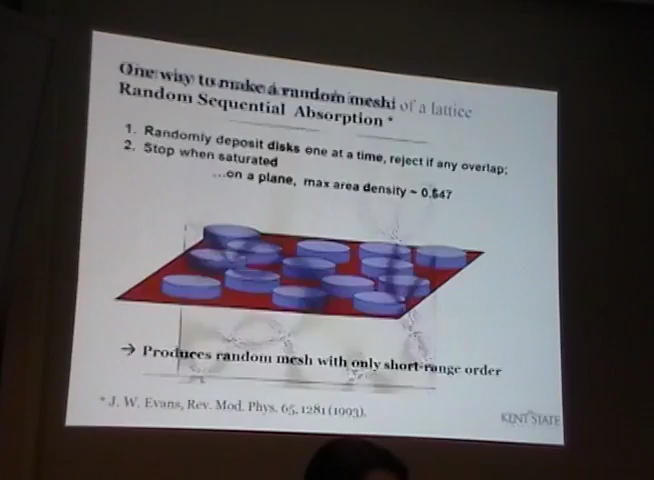 One way to make a random mesh of a lattice
Random Sequential Absorption *
1. Randomly deposit disks one at a time, reject if any overlap;
2. Stop when saturated
...on a plane, max area density ~ 0.547
→ Produces random mesh with only short-range order
* J. W. Evans, Rev. Mod. Phys. 65, 1281 (1993).
KENT STATE